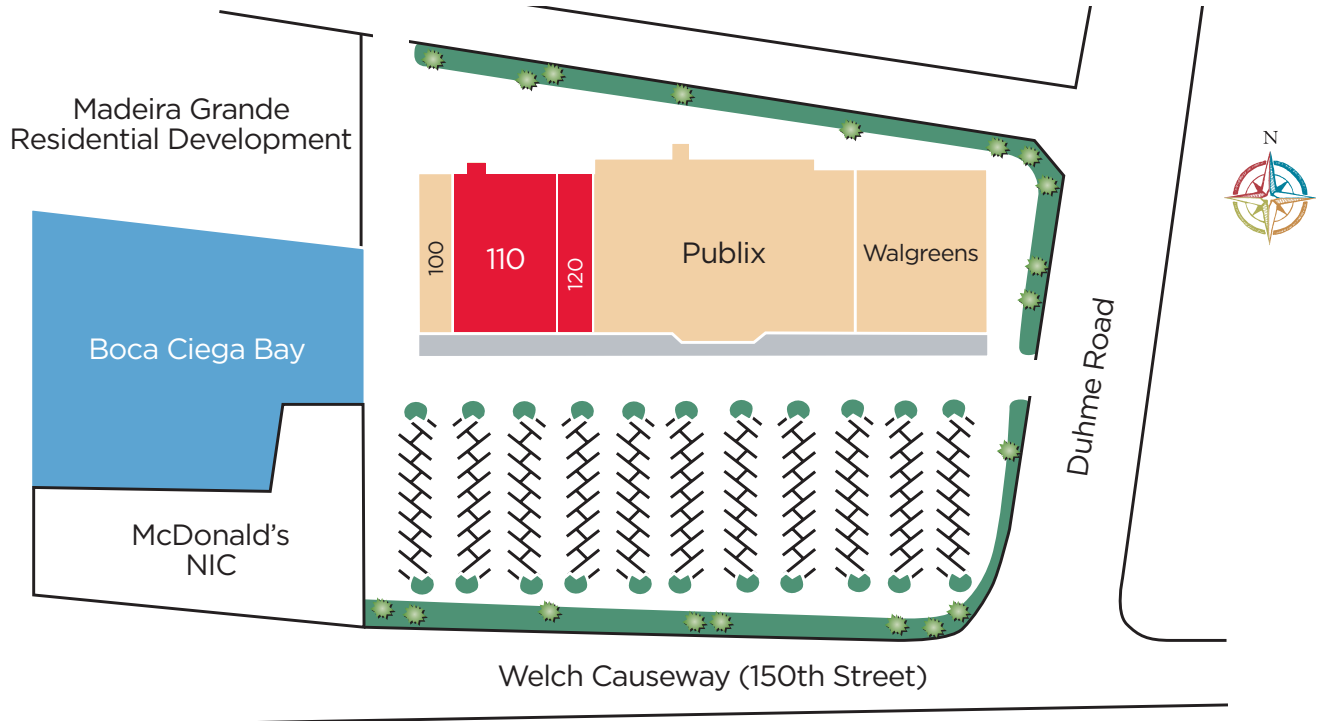 Madeira Grande
Residential Development
N
100
110
120
Publix
Walgreens
Boca Ciega Bay
Duhme Road
McDonald's
NIC
Welch Causeway (150th Street)